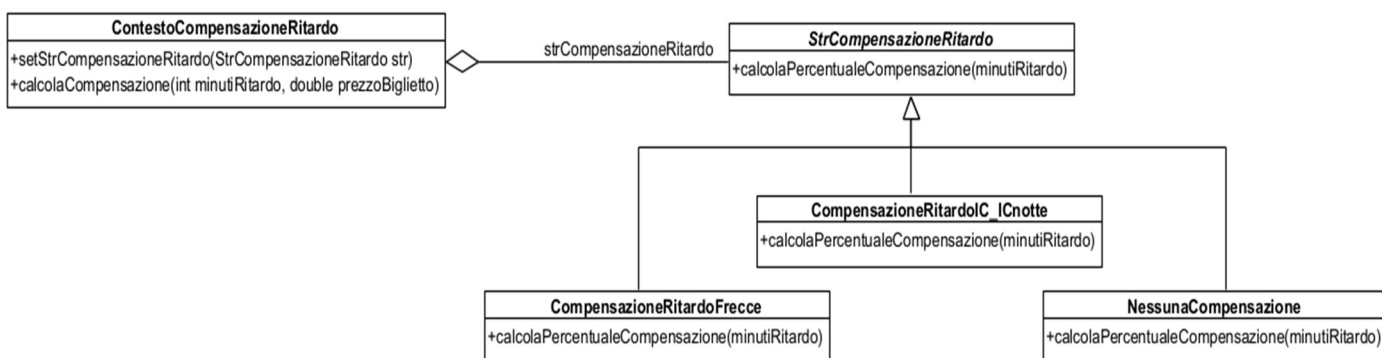 ContestoCompensazioneRitardo
+setStrCompensazioneRitardo(StrCompensazioneRitardo str)
+calcolaCompensazione(int minutiRitardo, double prezzoBiglietto)
strCompensazioneRitardo
StrCompensazioneRitardo
+calcolaPercentualeCompensazione(minutiRitardo)
CompensazioneRitardoIC_ICnotte
+calcolaPercentualeCompensazione(minutiRitardo)
CompensazioneRitardoFrecce
+calcolaPercentualeCompensazione(minutiRitardo)
NessunaCompensazione
+calcolaPercentualeCompensazione(minutiRitardo)